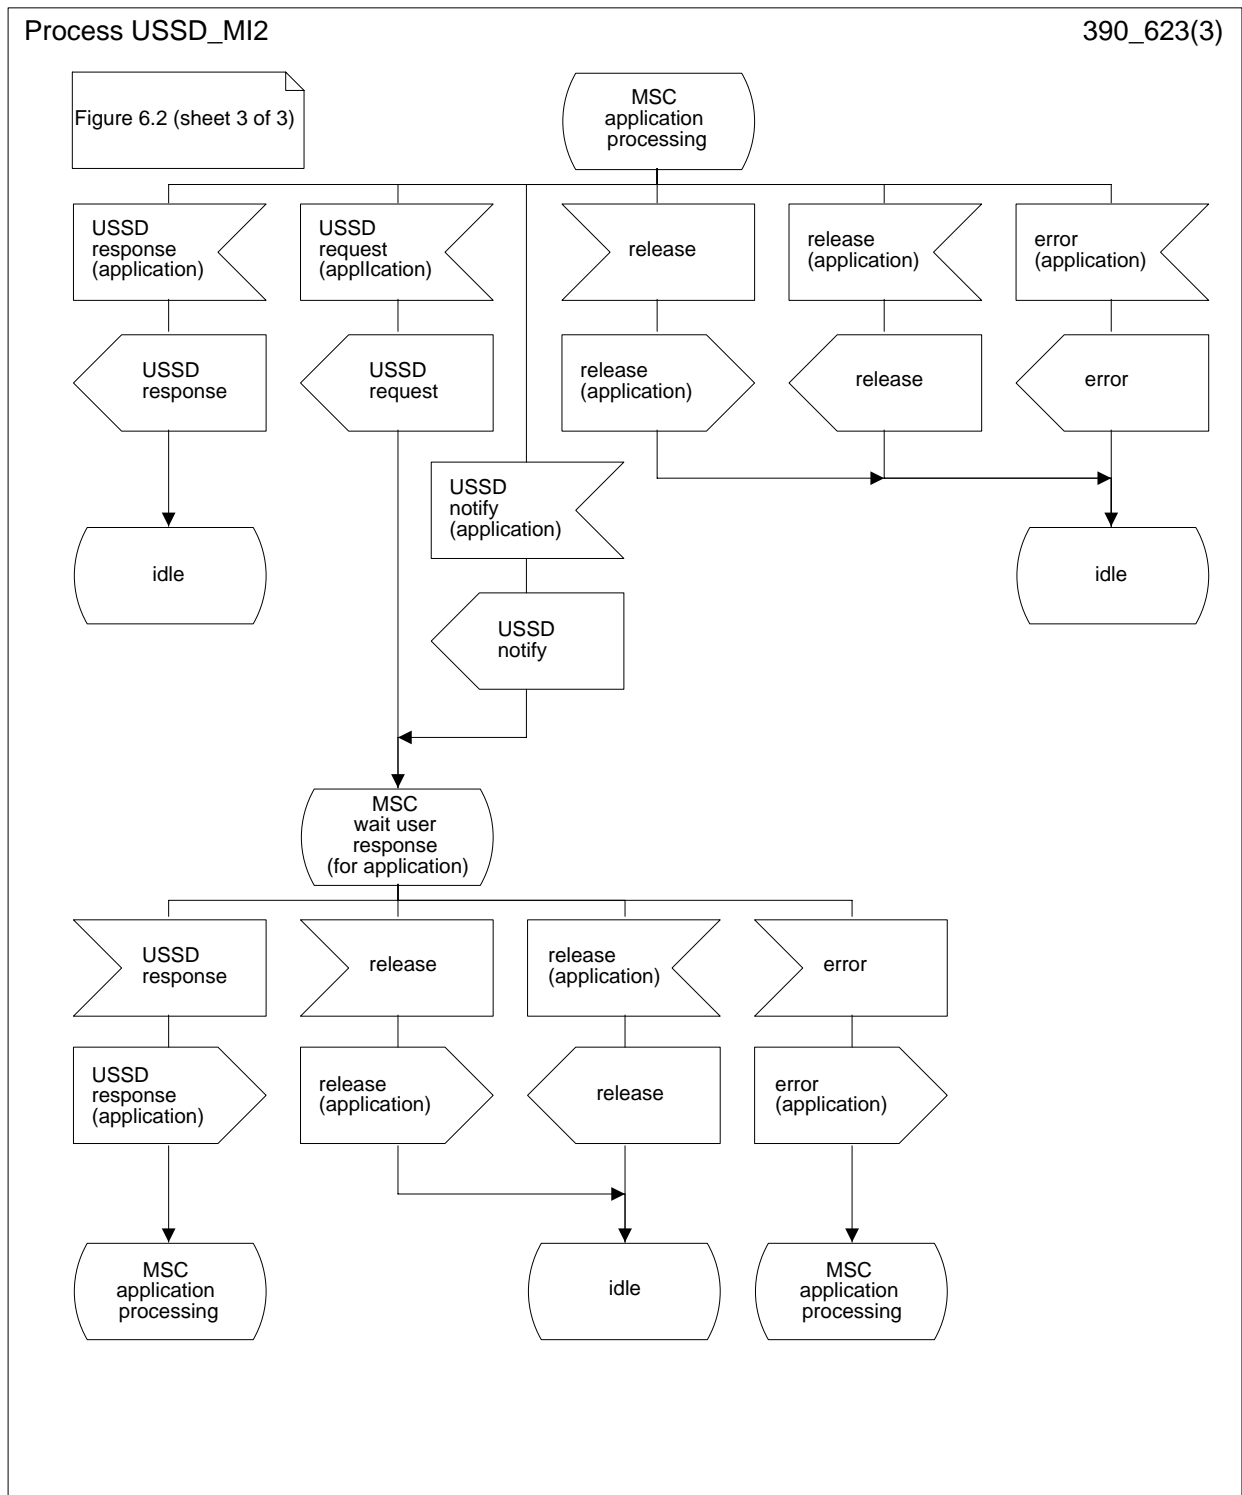 Process USSD_MI2
390_623(3)
Figure 6.2 (sheet 3 of 3)
MSC
application
processing
USSD
response
(application)
USSD
request
(applIcation)
release
release
(application)
error
(application)
USSD
response
USSD
request
release
(application)
release
error
USSD
notify
(application)
idle
idle
USSD
notify
MSC
wait user
response
(for application)
USSD
response
release
release
(application)
error
USSD
response
(application)
release
(application)
release
error
(application)
MSC
application
processing
idle
MSC
application
processing